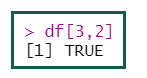 > df[3,2]
[1] TRUE